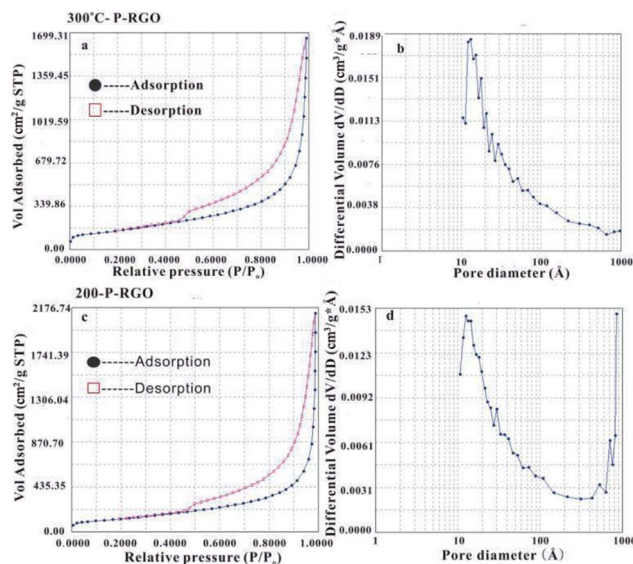 300°C- P-RGO
a
Vol Adsorbed (cm²/g STP)
1699.31
1359.45
1019.59
679.72
339.86
0.00
●-----Adsorption
□-----Desorption
0.0000 0.2000 0.4000 0.6000 0.8000 1.0000
Relative pressure (P/Pₒ)
b
Differential Volume dV/dD (cm³/g*Å)
0.0189
0.0151
0.0113
0.0076
0.0038
0.0000
1 10 100 1000
Pore diameter (Å)
200-P-RGO
c
Vol Adsorbed (cm²/g STP)
2176.74
1741.39
1306.04
870.70
435.35
0.00
●------Adsorption
□------Desorption
0.0000 0.2000 0.4000 0.6000 0.8000 1.0000
Relative pressure (P/Pₒ)
d
Differential Volume dV/dD (cm³/g*Å)
0.0153
0.0123
0.0092
0.0061
0.0031
0.0000
1 10 100 1000
Pore diameter (Å)